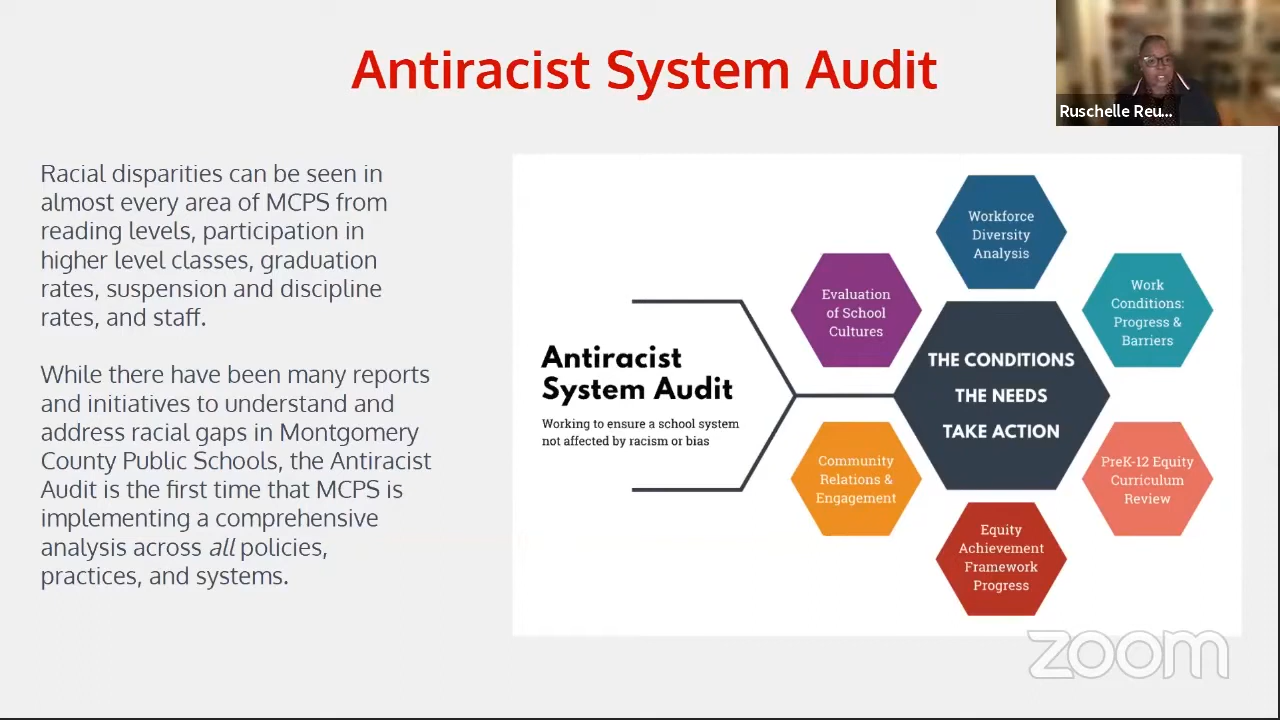 Antiracist System Audit
Ruschelle Reu...
Racial disparities can be seen in
almost every area of MCPS from
reading levels, participation in
higher level classes, graduation
rates, suspension and discipline
rates, and staff.
While there have been many reports
and initiatives to understand and
address racial gaps in Montgomery
County Public Schools, the Antiracist
Audit is the first time that MCPS is
implementing a comprehensive
analysis across all policies,
practices, and systems.
Antiracist
System Audit
Working to ensure a school system
not affected by racism or bias
Evaluation
of School
Cultures
Workforce
Diversity
Analysis
Work
Conditions:
Progress &
Barriers
THE CONDITIONS
THE NEEDS
TAKE ACTION
Community
Relations &
Engagement
Equity
Achievement
Framework
Progress
PreK-12 Equity
Curriculum
Review
zoom